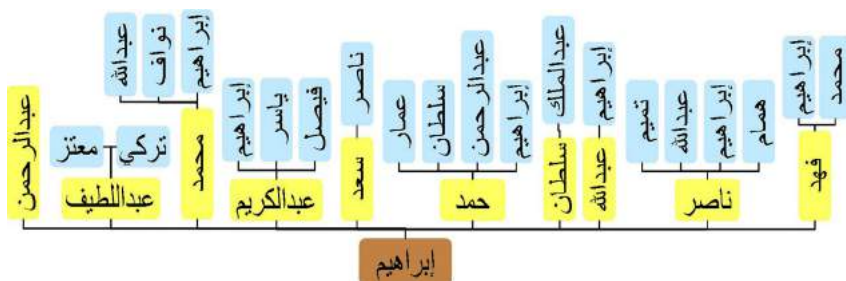 محمد
إبراهيم
همام
إبراهيم
عبدالله
تميم
إبراهيم
عبدالملك
إبراهيم
عبدالرحمن
سلطان
عمار
ناصر
فيصل
ياسر
إبراهيم
إبراهيم
نواف
عبدالله
تركي
معتز
فهد
ناصر
عبدالله
سلطان
حمد
سعد
عبدالكريم
محمد
عبداللطيف
عبدالرحمن
إبراهيم